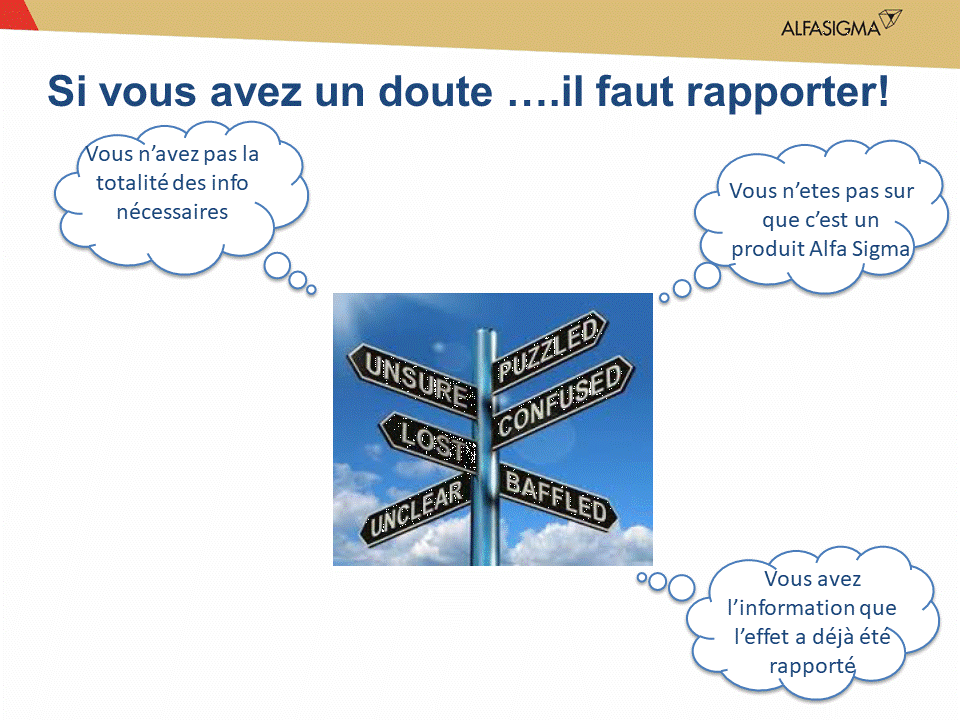 ALFASIGMA
Si vous avez un doute ….il faut rapporter!
Vous n’avez pas la
totalité des info
nécessaires
Vous n’etes pas sur
que c’est un
produit Alfa Sigma
UNSURE
PUZZLED
CONFUSED
LOST
UNCLEAR
BAFFLED
Vous avez
l’information que
l’effet a déjà été
rapporté